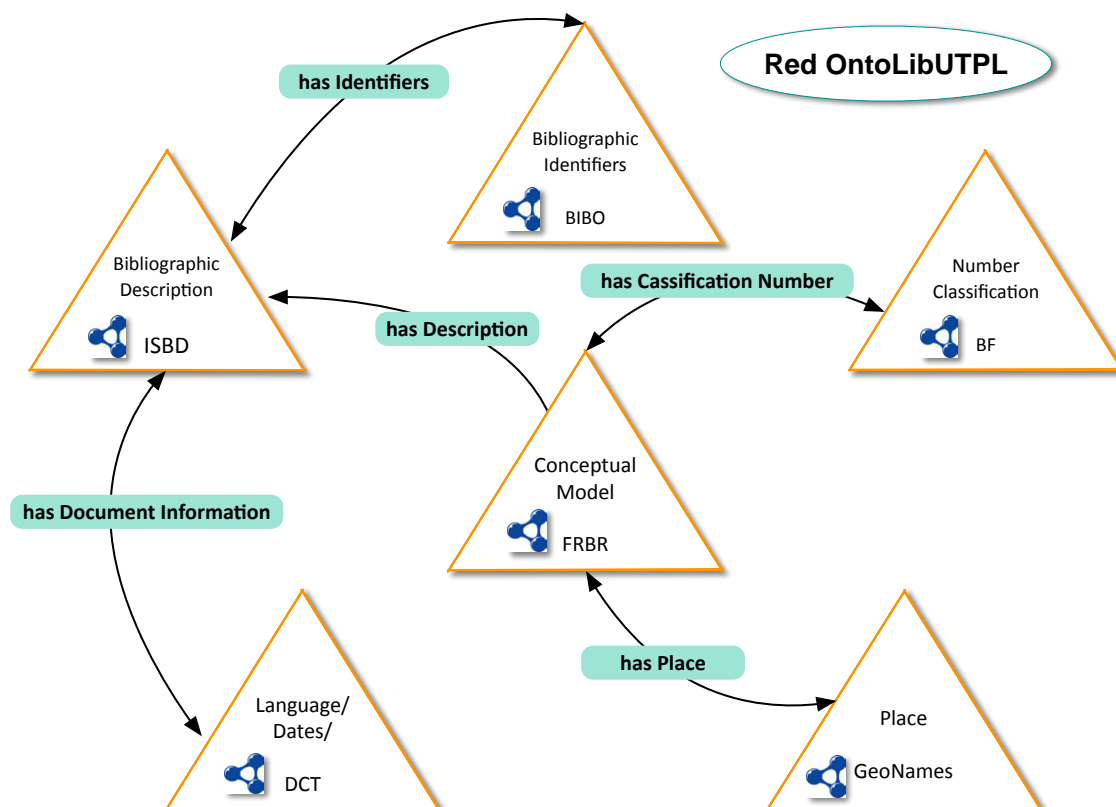 Red OntoLibUTPL
has Identifiers
Bibliographic
Identifiers
BIBO
Bibliographic
Description
ISBD
has Cassification Number
Number
Classification
BF
has Description
Conceptual
Model
FRBR
has Document Information
has Place
Language/
Dates/
DCT
Place
GeoNames